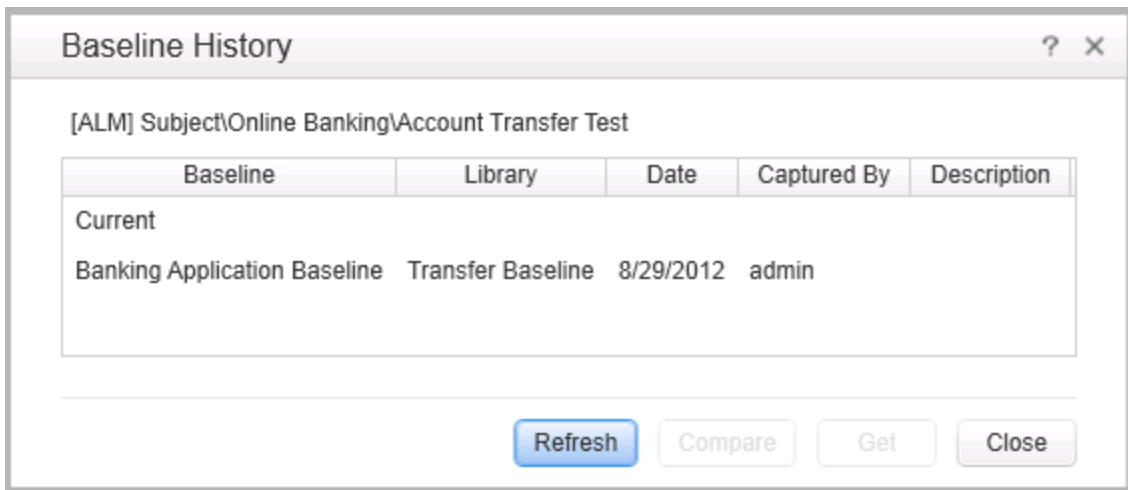 Baseline History ?
[ALM] Subject\Online Banking\Account Transfer Test
Baseline Library Date Captured By Description
Current
Banking Application Baseline Transfer Baseline 8/29/2012 admin
Refresh Compare Get Close